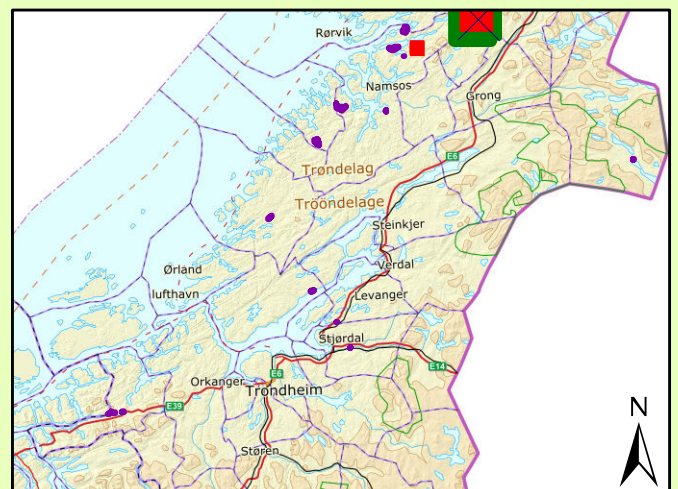 Rørvik
Namsos
Grong
Trøndelag
E6
Trööndelage
Steinkjer
Ørland
lufthavn
Verdal
Levanger
Stjørdal
E14
Orkanger
E6
Trondheim
E39
Støren
N